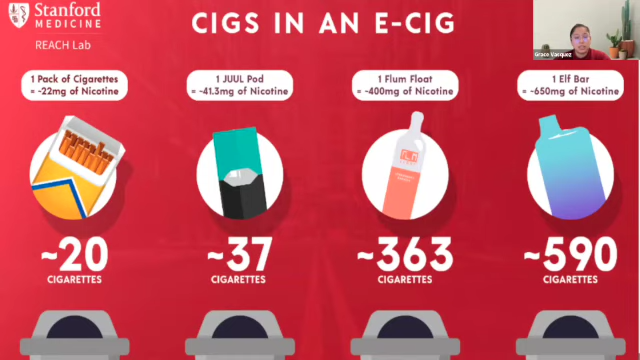 Stanford
MEDICINE
REACH Lab
CIGS IN AN E-CIG
Grace Vasquez
1 Pack of Cigarettes
= ~22mg of Nicotine
1 JUUL Pod
= ~41.3mg of Nicotine
1 Flum Float
= ~400mg of Nicotine
1 Elf Bar
= ~650mg of Nicotine
~20
CIGARETTES
~37
CIGARETTES
~363
CIGARETTES
~590
CIGARETTES